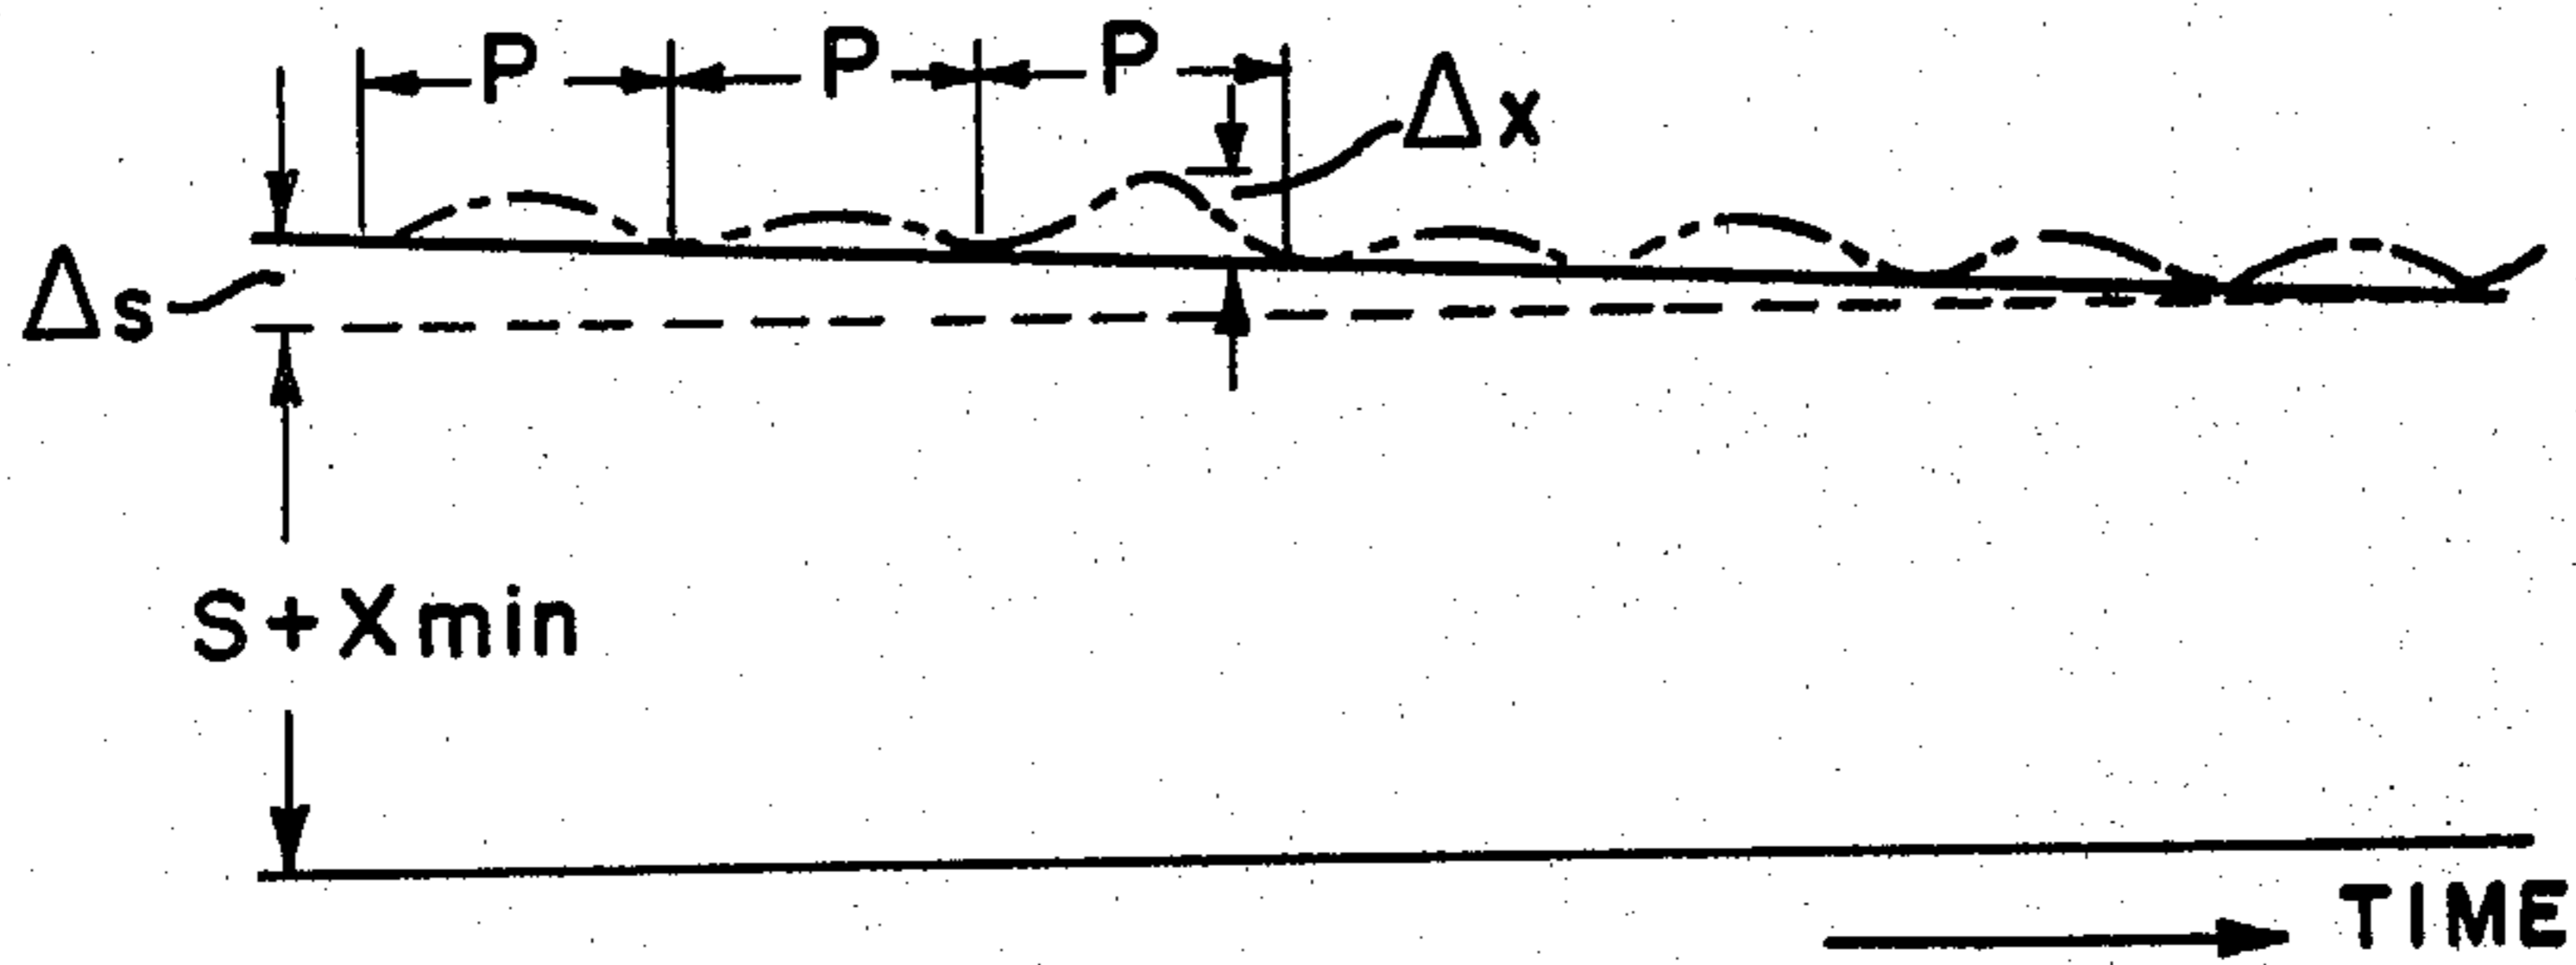 P P P
Δx
Δs
S+Xmin
TIME